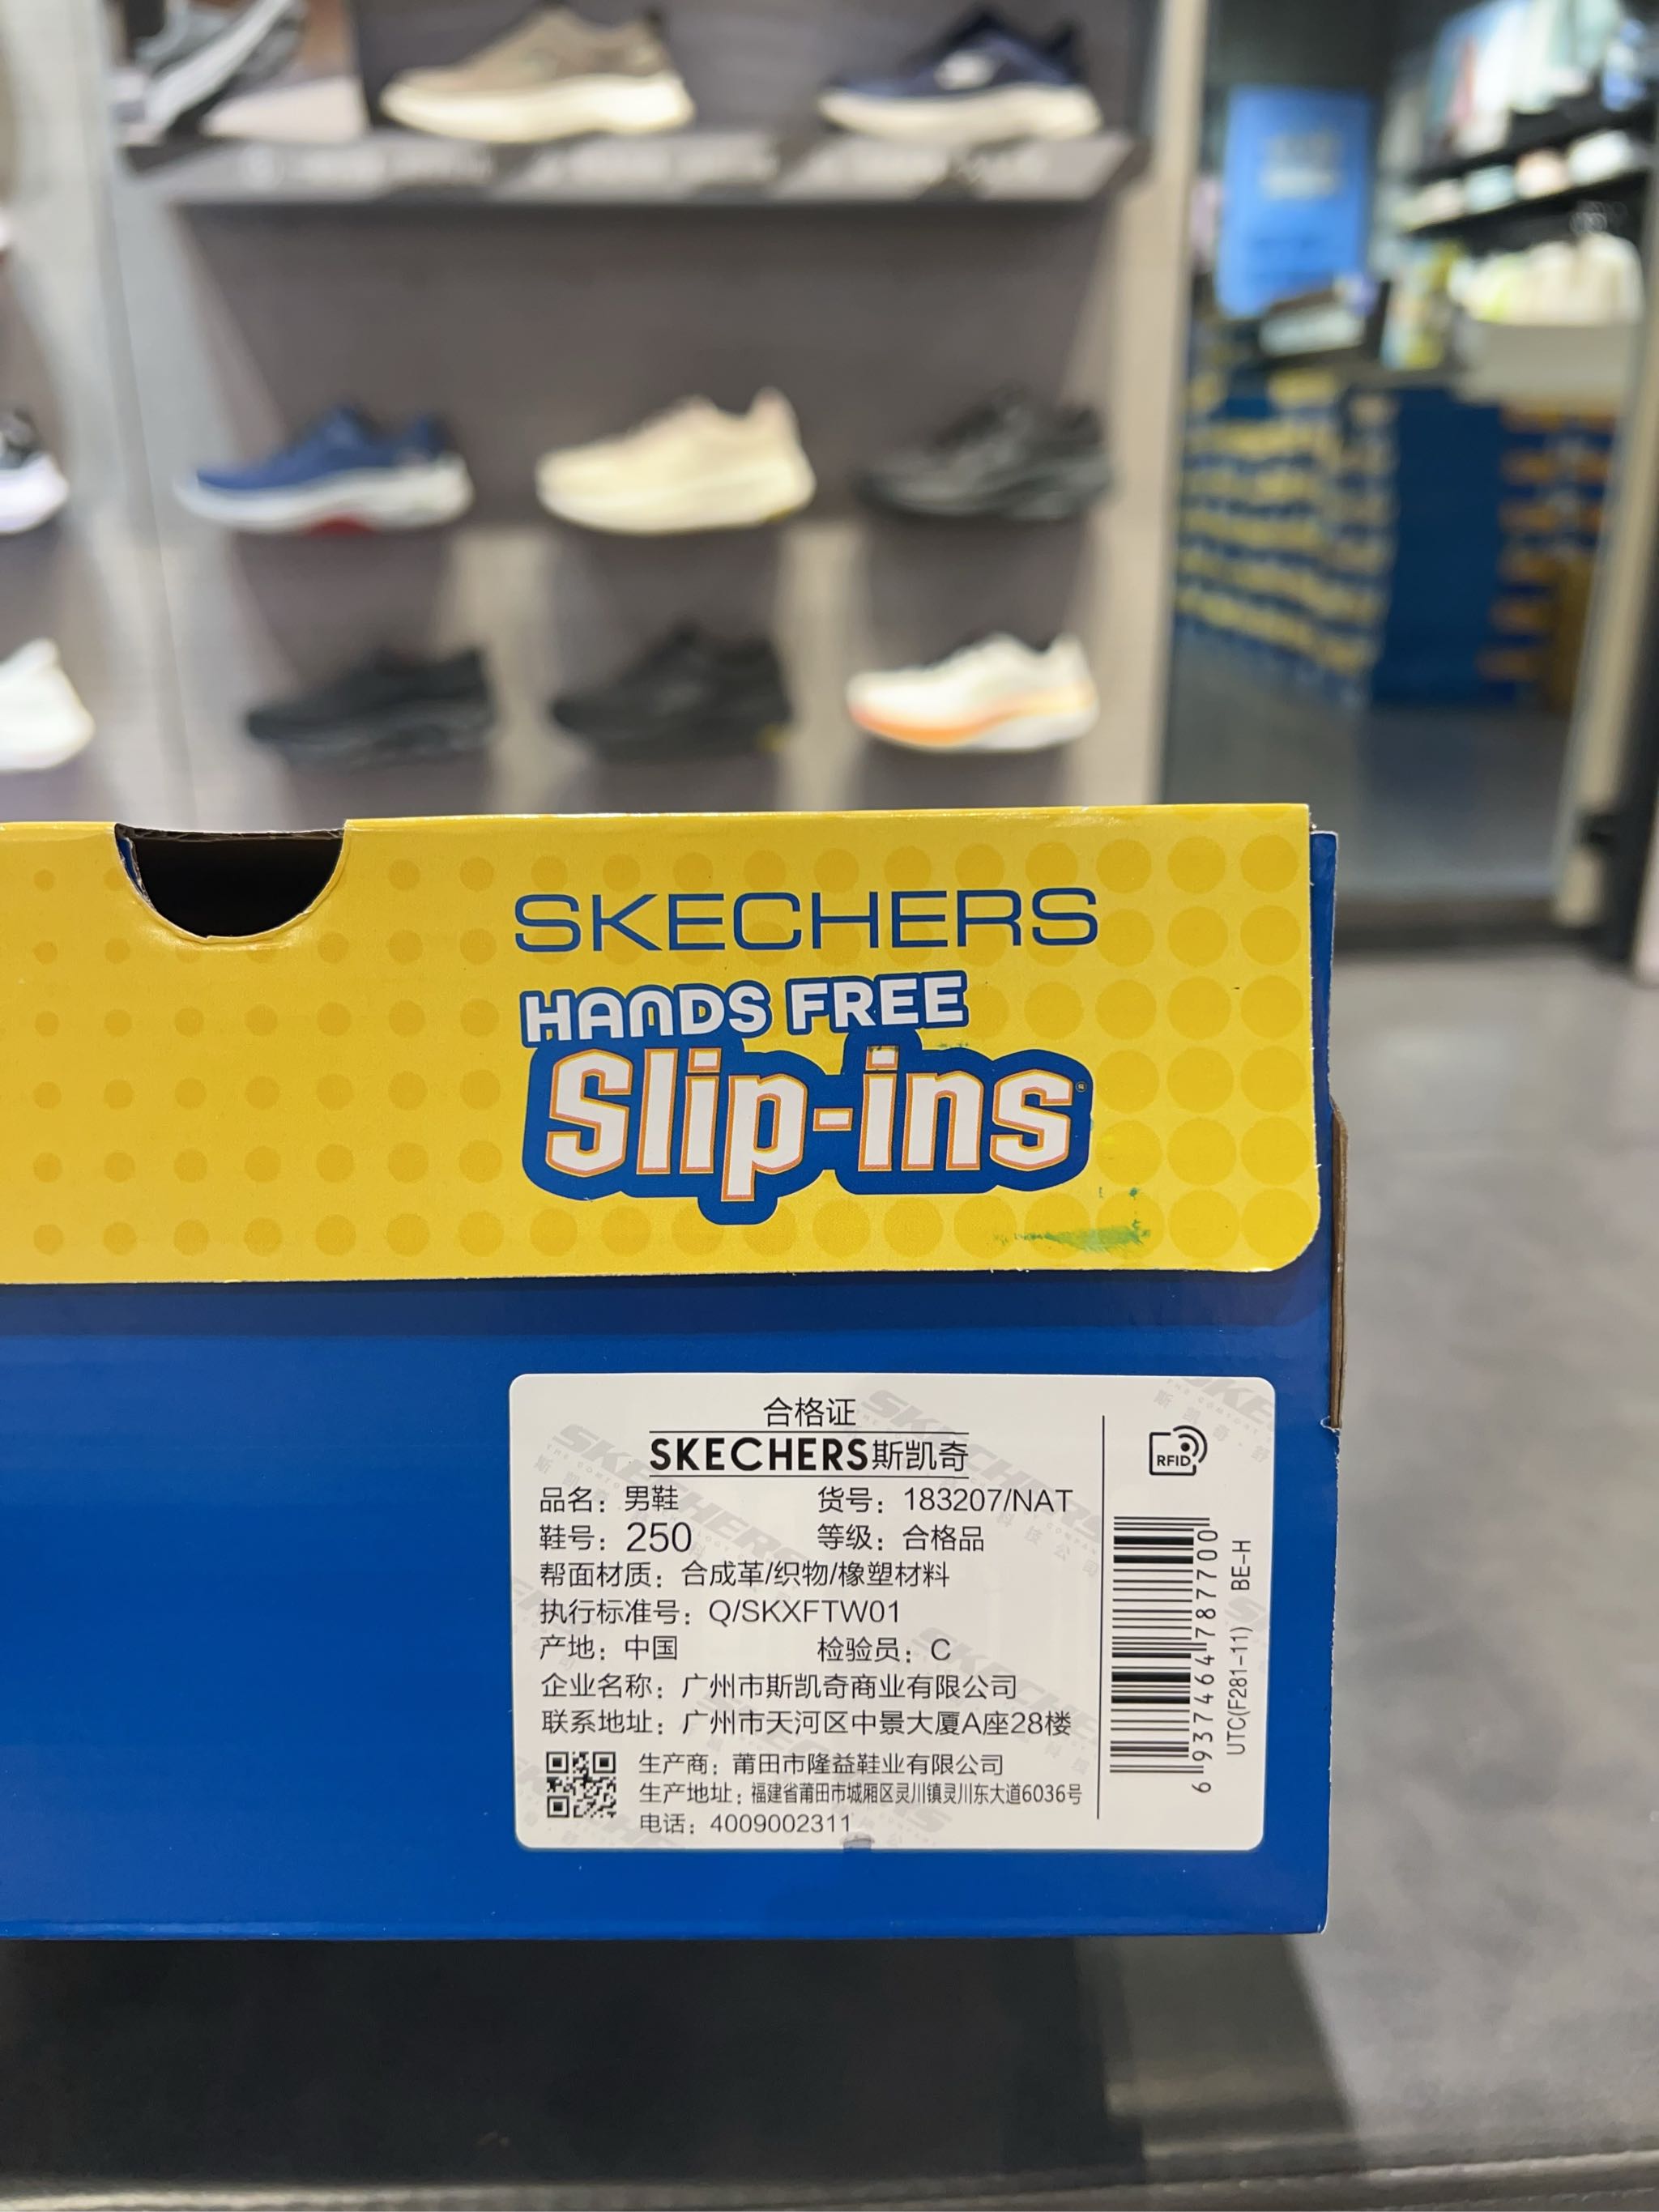 SKECHERS
HANDS FREE
Slip-ins
合格证
SKECHERS斯凯奇
品名：男鞋 货号：183207/NAT
鞋号：250 等级：合格品
帮面材质：合成革/织物/橡塑材料
执行标准号：Q/SKXFTW01
产地：中国 检验员：C
企业名称：广州市斯凯奇商业有限公司
联系地址：广州市天河区中景大厦A座28楼
生产商：莆田市隆益鞋业有限公司
生产地址：福建省莆田市城厢区灵川镇灵川东大道6036号
电话：4009002311
RFID
6937464787700
UTC(F281-11) BE-H